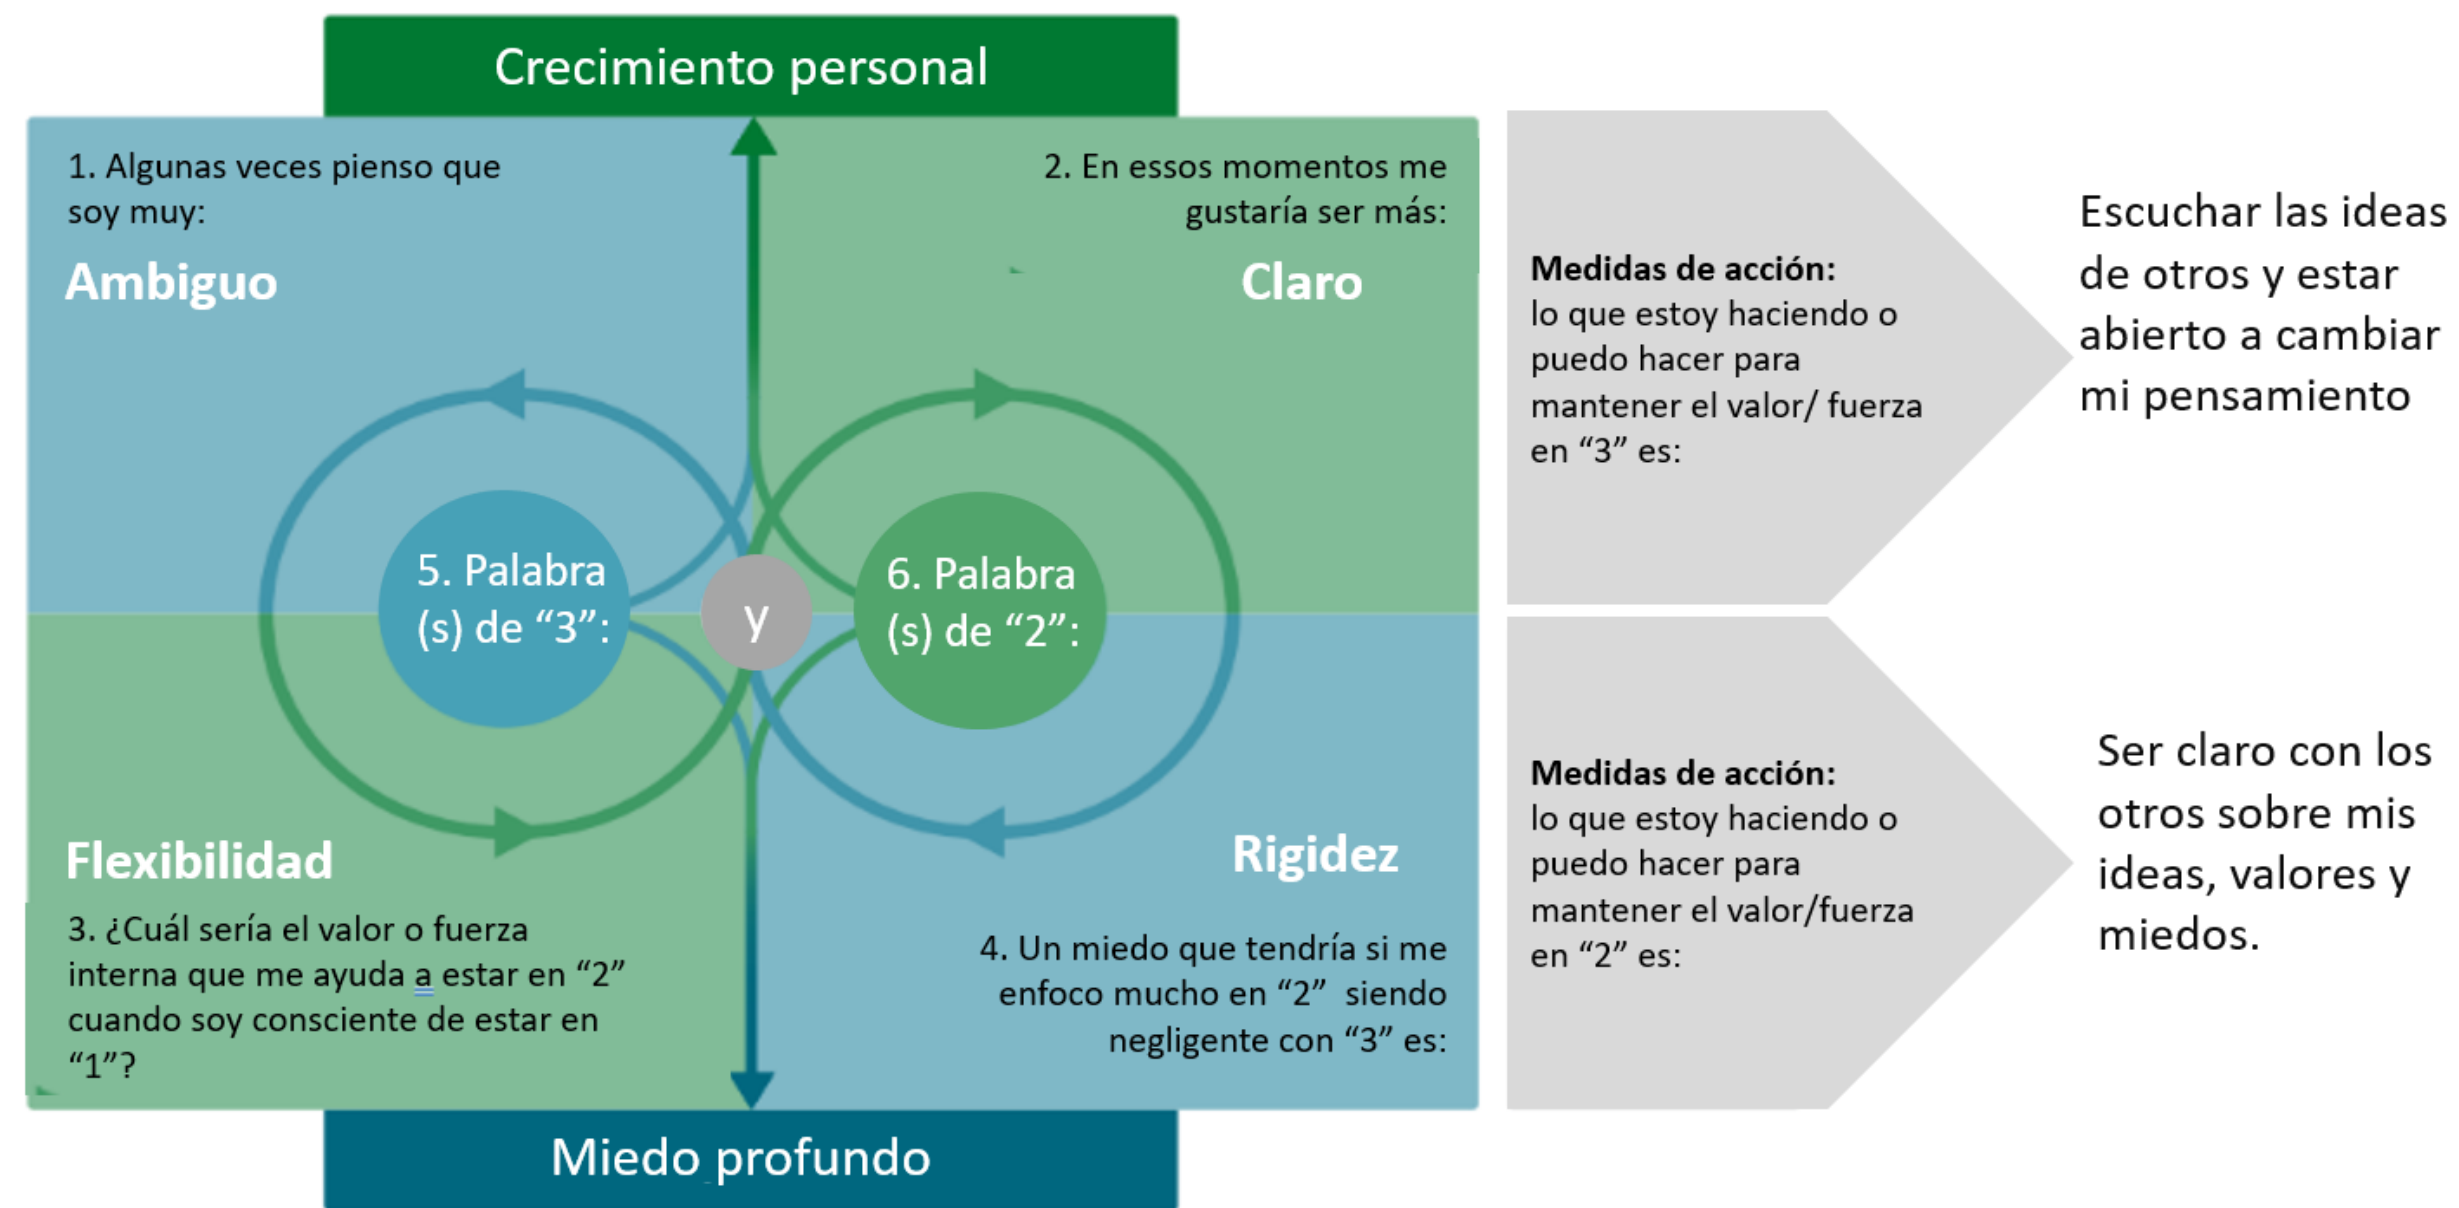 Crecimiento personal
1. Algunas veces pienso que
soy muy:
Ambiguo
2. En essos momentos me
gustaría ser más:
Claro
5. Palabra
(s) de “3”:
y
6. Palabra
(s) de “2”:
Flexibilidad
3. ¿Cuál sería el valor o fuerza
interna que me ayuda a estar en “2”
cuando soy consciente de estar en
“1”?
Rigidez
4. Un miedo que tendría si me
enfoco mucho en “2” siendo
negligente con “3” es:
Miedo profundo
Medidas de acción:
lo que estoy haciendo o
puedo hacer para
mantener el valor/ fuerza
en “3” es:
Escuchar las ideas
de otros y estar
abierto a cambiar
mi pensamiento
Medidas de acción:
lo que estoy haciendo o
puedo hacer para
mantener el valor/fuerza
en “2” es:
Ser claro con los
otros sobre mis
ideas, valores y
miedos.